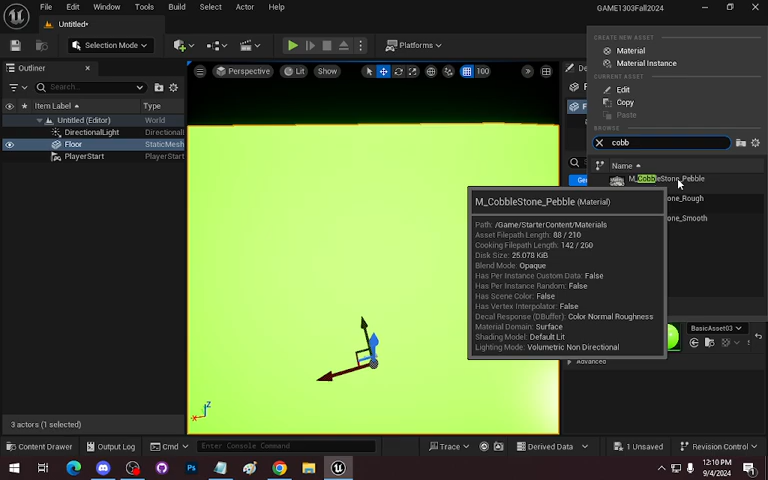 File
Edit
Window
Tools
Build
Select
Actor
Help
GAME1303Fall2024
Untitled*
Selection Mode
Platforms
CREATE NEW ASSET
Material
Material Instance
CURRENT ASSET
Edit
Copy
Paste
BROWSE
cobb
Name
M_CobbleStone_Pebble
one_Rough
one_Smooth
Outliner
Search...
Item Label
Type
Untitled (Editor)
World
DirectionalLight
Directional
Floor
StaticMesh
PlayerStart
PlayerStart
3 actors (1 selected)
Perspective
Lit
Show
100
M_CobbleStone_Pebble (Material)
Path: /Game/StarterContent/Materials
Asset Filepath Length: 88 / 210
Cooking Filepath Length: 142 / 260
Disk Size: 25.078 KiB
Blend Mode: Opaque
Has Per Instance Custom Data: False
Has Per Instance Random: False
Has Scene Color: False
Has Vertex Interpolator: False
Decal Response (DBuffer): Color Normal Roughness
Material Domain: Surface
Shading Model: Default Lit
Lighting Mode: Volumetric Non Directional
BasicAsset03
Advanced
Content Drawer
Output Log
Cmd
Enter Console Command
Trace
Derived Data
1 Unsaved
Revision Control
12:10 PM
9/4/2024